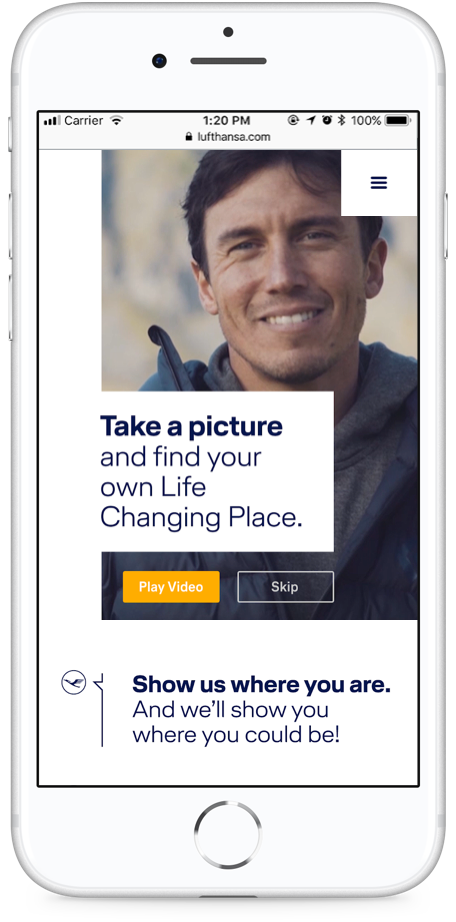 Carrier 1:20 PM 100%
lufthansa.com
Take a picture
and find your
own Life
Changing Place.
Play Video Skip
Show us where you are.
And we’ll show you
where you could be!